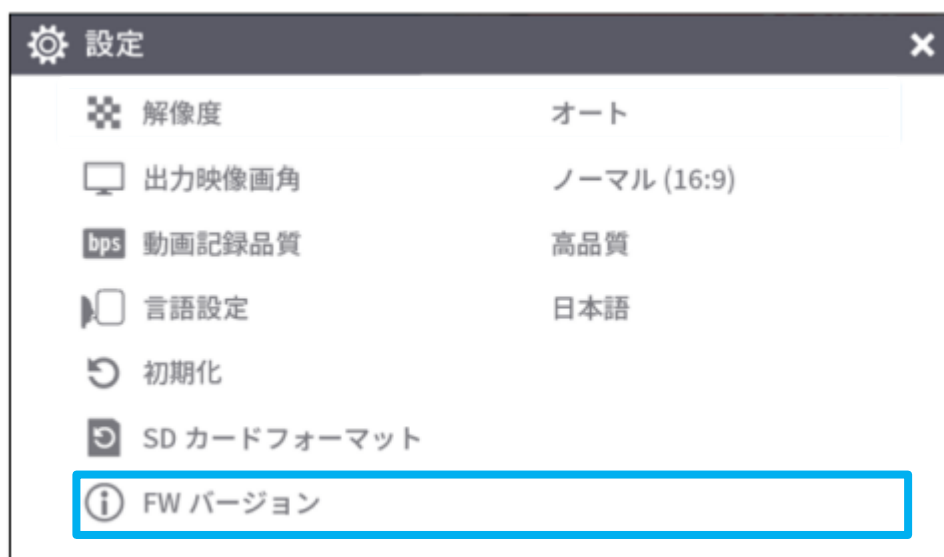 設定
解像度 オート
出力映像画角 ノーマル (16:9)
bps 動画記録品質 高品質
言語設定 日本語
初期化
SD カードフォーマット
FW バージョン